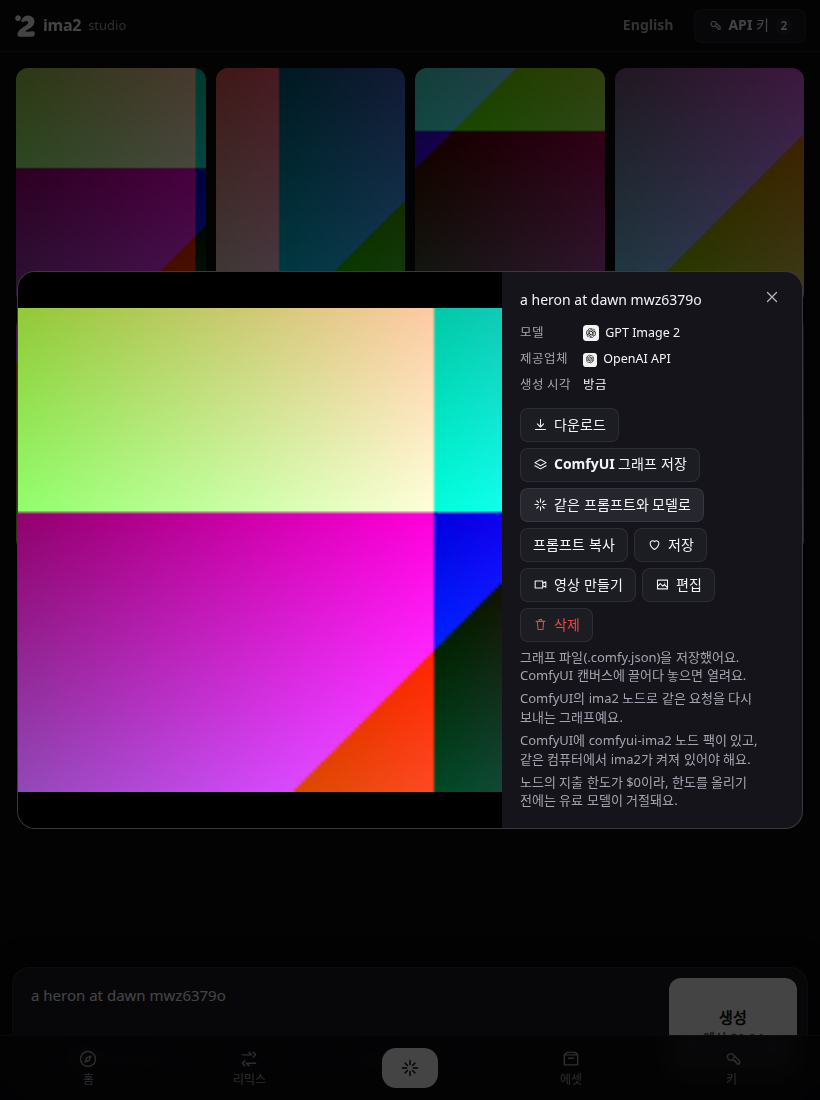 ima2 studio
English
API 키 2
a heron at dawn mwz6379o
모델 GPT Image 2
제공업체 OpenAI API
생성 시각 방금
다운로드
ComfyUI 그래프 저장
같은 프롬프트와 모델로
프롬프트 복사
저장
영상 만들기
편집
삭제
그래프 파일(.comfy.json)을 저장했어요.
ComfyUI 캔버스에 끌어다 놓으면 열려요.
ComfyUI의 ima2 노드로 같은 요청을 다시
보내는 그래프예요.
ComfyUI에 comfyui-ima2 노드 팩이 있고,
같은 컴퓨터에서 ima2가 켜져 있어야 해요.
노드의 지출 한도가 $0이라, 한도를 올리기
전에는 유료 모델이 거절돼요.
a heron at dawn mwz6379o
생성
홈
리믹스
에셋
키